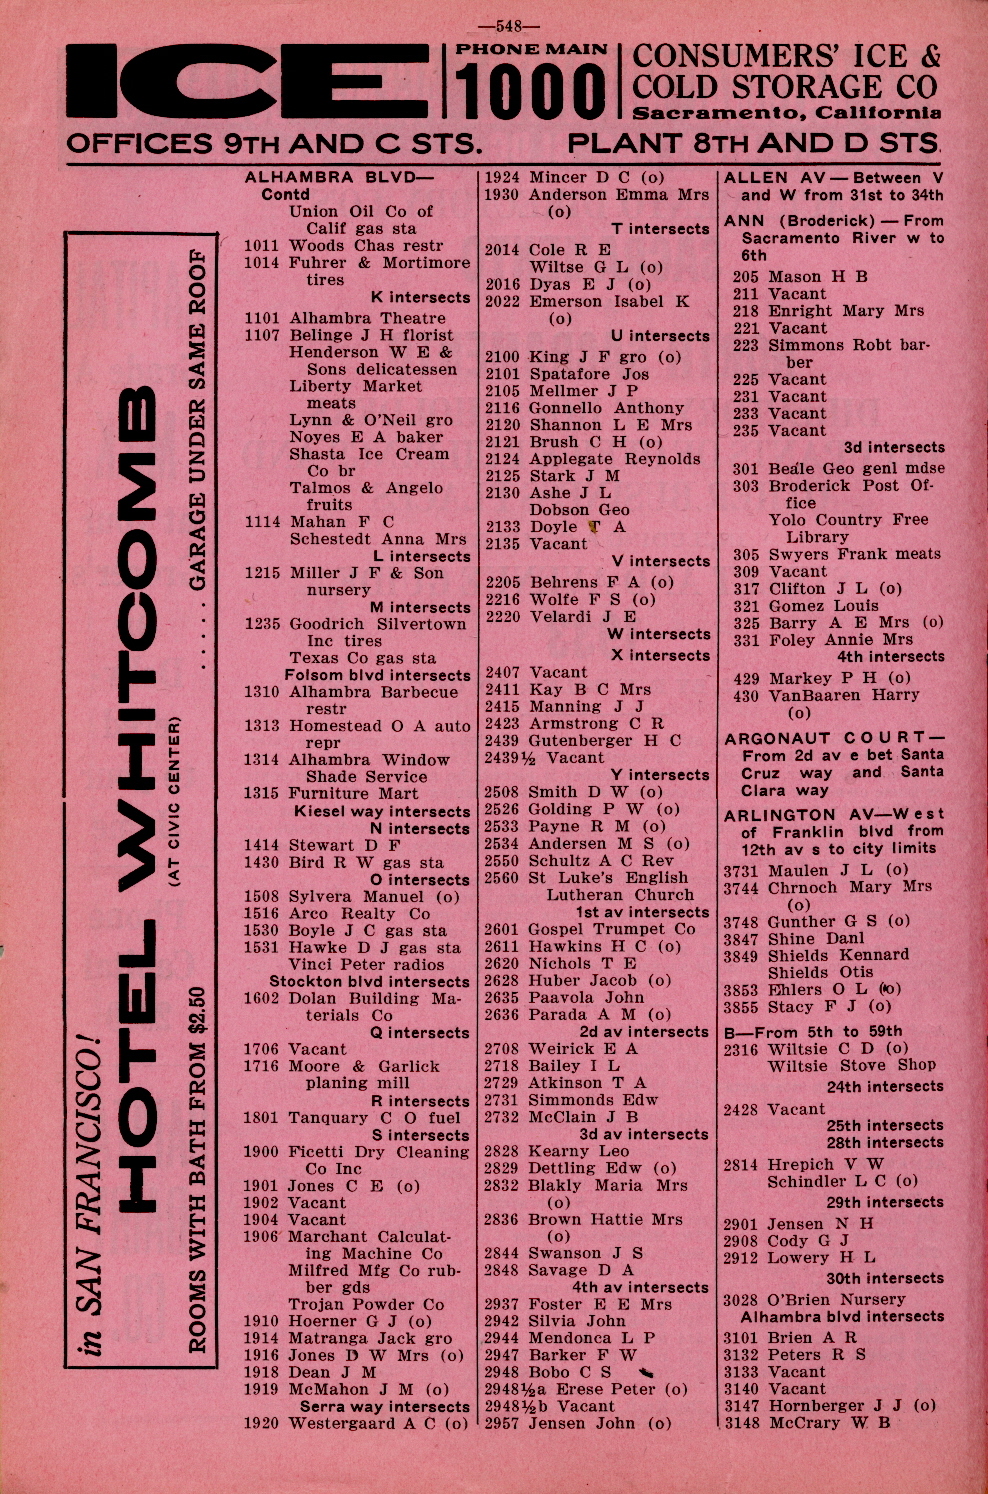 —548—
ICE
PHONE MAIN
1000
CONSUMERS' ICE &
COLD STORAGE CO
Sacramento, California
OFFICES 9TH AND C STS.
PLANT 8TH AND D STS.
in SAN FRANCISCO!
HOTEL WHITCOMB
(AT CIVIC CENTER)
ROOMS WITH BATH FROM $2.50 ...... GARAGE UNDER SAME ROOF
ALHAMBRA BLVD—
Contd
Union Oil Co of
Calif gas sta
1011 Woods Chas restr
1014 Fuhrer & Mortimore
tires
K intersects
1101 Alhambra Theatre
1107 Belinge J H florist
Henderson W E &
Sons delicatessen
Liberty Market
meats
Lynn & O'Neil gro
Noyes E A baker
Shasta Ice Cream
Co br
Talmos & Angelo
fruits
1114 Mahan F C
Schestedt Anna Mrs
L intersects
1215 Miller J F & Son
nursery
M intersects
1235 Goodrich Silvertown
Inc tires
Texas Co gas sta
Folsom blvd intersects
1310 Alhambra Barbecue
restr
1313 Homestead O A auto
repr
1314 Alhambra Window
Shade Service
1315 Furniture Mart
Kiesel way intersects
N intersects
1414 Stewart D F
1430 Bird R W gas sta
O intersects
1508 Sylvera Manuel (o)
1516 Arco Realty Co
1530 Boyle J C gas sta
1531 Hawke D J gas sta
Vinci Peter radios
Stockton blvd intersects
1602 Dolan Building Ma-
terials Co
Q intersects
1706 Vacant
1716 Moore & Garlick
planing mill
R intersects
1801 Tanquary C O fuel
S intersects
1900 Ficetti Dry Cleaning
Co Inc
1901 Jones C E (o)
1902 Vacant
1904 Vacant
1906 Marchant Calculat-
ing Machine Co
Milfred Mfg Co rub-
ber gds
Trojan Powder Co
1910 Hoerner G J (o)
1914 Matranga Jack gro
1916 Jones D W Mrs (o)
1918 Dean J M
1919 McMahon J M (o)
Serra way intersects
1920 Westergaard A C (o)
1924 Mincer D C (o)
1930 Anderson Emma Mrs
(o)
T intersects
2014 Cole R E
Wiltse G L (o)
2016 Dyas E J (o)
2022 Emerson Isabel K
(o)
U intersects
2100 King J F gro (o)
2101 Spatafore Jos
2105 Mellmer J P
2116 Gonnello Anthony
2120 Shannon L E Mrs
2121 Brush C H (o)
2124 Applegate Reynolds
2125 Stark J M
2130 Ashe J L
Dobson Geo
2133 Doyle T A
2135 Vacant
V intersects
2205 Behrens F A (o)
2216 Wolfe F S (o)
2220 Velardi J E
W intersects
X intersects
2407 Vacant
2411 Kay B C Mrs
2415 Manning J J
2423 Armstrong C R
2439 Gutenberger H C
2439½ Vacant
Y intersects
2508 Smith D W (o)
2526 Golding P W (o)
2533 Payne R M (o)
2534 Andersen M S (o)
2550 Schultz A C Rev
2560 St Luke's English
Lutheran Church
1st av intersects
2601 Gospel Trumpet Co
2611 Hawkins H C (o)
2620 Nichols T E
2628 Huber Jacob (o)
2635 Paavola John
2636 Parada A M (o)
2d av intersects
2708 Weirick E A
2718 Bailey I L
2729 Atkinson T A
2731 Simmonds Edw
2732 McClain J B
3d av intersects
2828 Kearny Leo
2829 Dettling Edw (o)
2832 Blakly Maria Mrs
(o)
2836 Brown Hattie Mrs
(o)
2844 Swanson J S
2848 Savage D A
4th av intersects
2937 Foster E E Mrs
2942 Silvia John
2944 Mendonca L P
2947 Barker F W
2948 Bobo C S
2948½a Erese Peter (o)
2948½b Vacant
2957 Jensen John (o)
ALLEN AV—Between V
and W from 31st to 34th
ANN (Broderick)—From
Sacramento River w to
6th
205 Mason H B
211 Vacant
218 Enright Mary Mrs
221 Vacant
223 Simmons Robt bar-
ber
225 Vacant
231 Vacant
233 Vacant
235 Vacant
3d intersects
301 Beale Geo genl mdse
303 Broderick Post Of-
fice
Yolo Country Free
Library
305 Swyers Frank meats
309 Vacant
317 Clifton J L (o)
321 Gomez Louis
325 Barry A E Mrs (o)
331 Foley Annie Mrs
4th intersects
429 Markey P H (o)
430 VanBaaren Harry
(o)
ARGONAUT COURT—
From 2d av e bet Santa
Cruz way and Santa
Clara way
ARLINGTON AV—West
of Franklin blvd from
12th av s to city limits
3731 Maulen J L (o)
3744 Chrnoch Mary Mrs
(o)
3748 Gunther G S (o)
3847 Shine Danl
3849 Shields Kennard
Shields Otis
3853 Ehlers O L (o)
3855 Stacy F J (o)
B—From 5th to 59th
2316 Wiltsie C D (o)
Wiltsie Stove Shop
24th intersects
2428 Vacant
25th intersects
28th intersects
2814 Hrepich V W
Schindler L C (o)
29th intersects
2901 Jensen N H
2908 Cody G J
2912 Lowery H L
30th intersects
3028 O'Brien Nursery
Alhambra blvd intersects
3101 Brien A R
3132 Peters R S
3133 Vacant
3140 Vacant
3147 Hornberger J J (o)
3148 McCrary W B